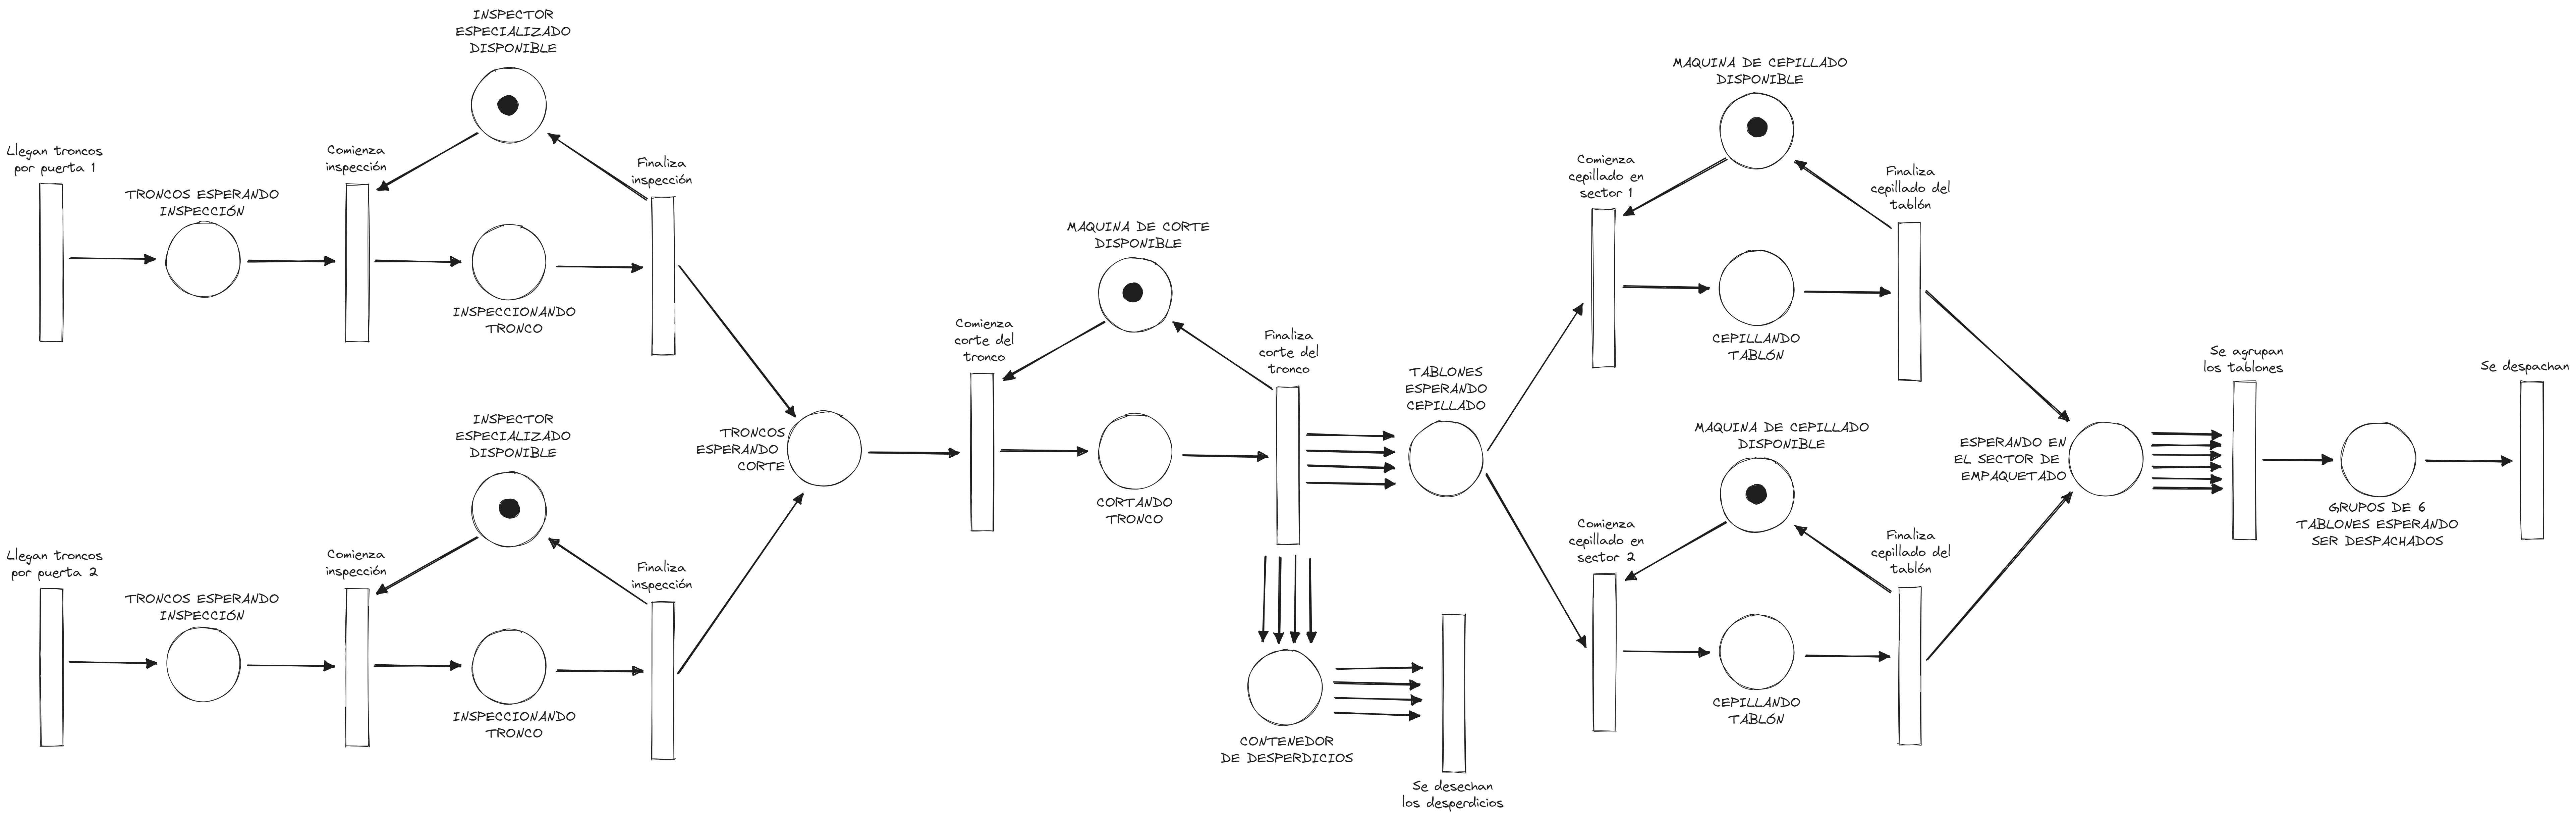 INSPECTOR
ESPECIALIZADO
DISPONIBLE
Llegan troncos
por puerta 1
TRONCOS ESPERANDO
INSPECCIÓN
Comienza
inspección
INSPECCIONANDO
TRONCO
Finaliza
inspección
INSPECTOR
ESPECIALIZADO
DISPONIBLE
Llegan troncos
por puerta 2
TRONCOS ESPERANDO
INSPECCIÓN
Comienza
inspección
INSPECCIONANDO
TRONCO
Finaliza
inspección
TRONCOS
ESPERANDO
CORTE
MAQUINA DE CORTE
DISPONIBLE
Comienza
corte del
tronco
CORTANDO
TRONCO
Finaliza
corte del
tronco
CONTENEDOR
DE DESPERDICIOS
Se desechan
los desperdicios
TABLONES
ESPERANDO
CEPILLADO
MAQUINA DE CEPILLADO
DISPONIBLE
Comienza
cepillado en
sector 1
CEPILLANDO
TABLÓN
Finaliza
cepillado del
tablón
MAQUINA DE CEPILLADO
DISPONIBLE
Comienza
cepillado en
sector 2
CEPILLANDO
TABLÓN
Finaliza
cepillado del
tablón
ESPERANDO EN
EL SECTOR DE
EMPAQUETADO
Se agrupan
los tablones
GRUPOS DE 6
TABLONES ESPERANDO
SER DESPACHADOS
Se despachan